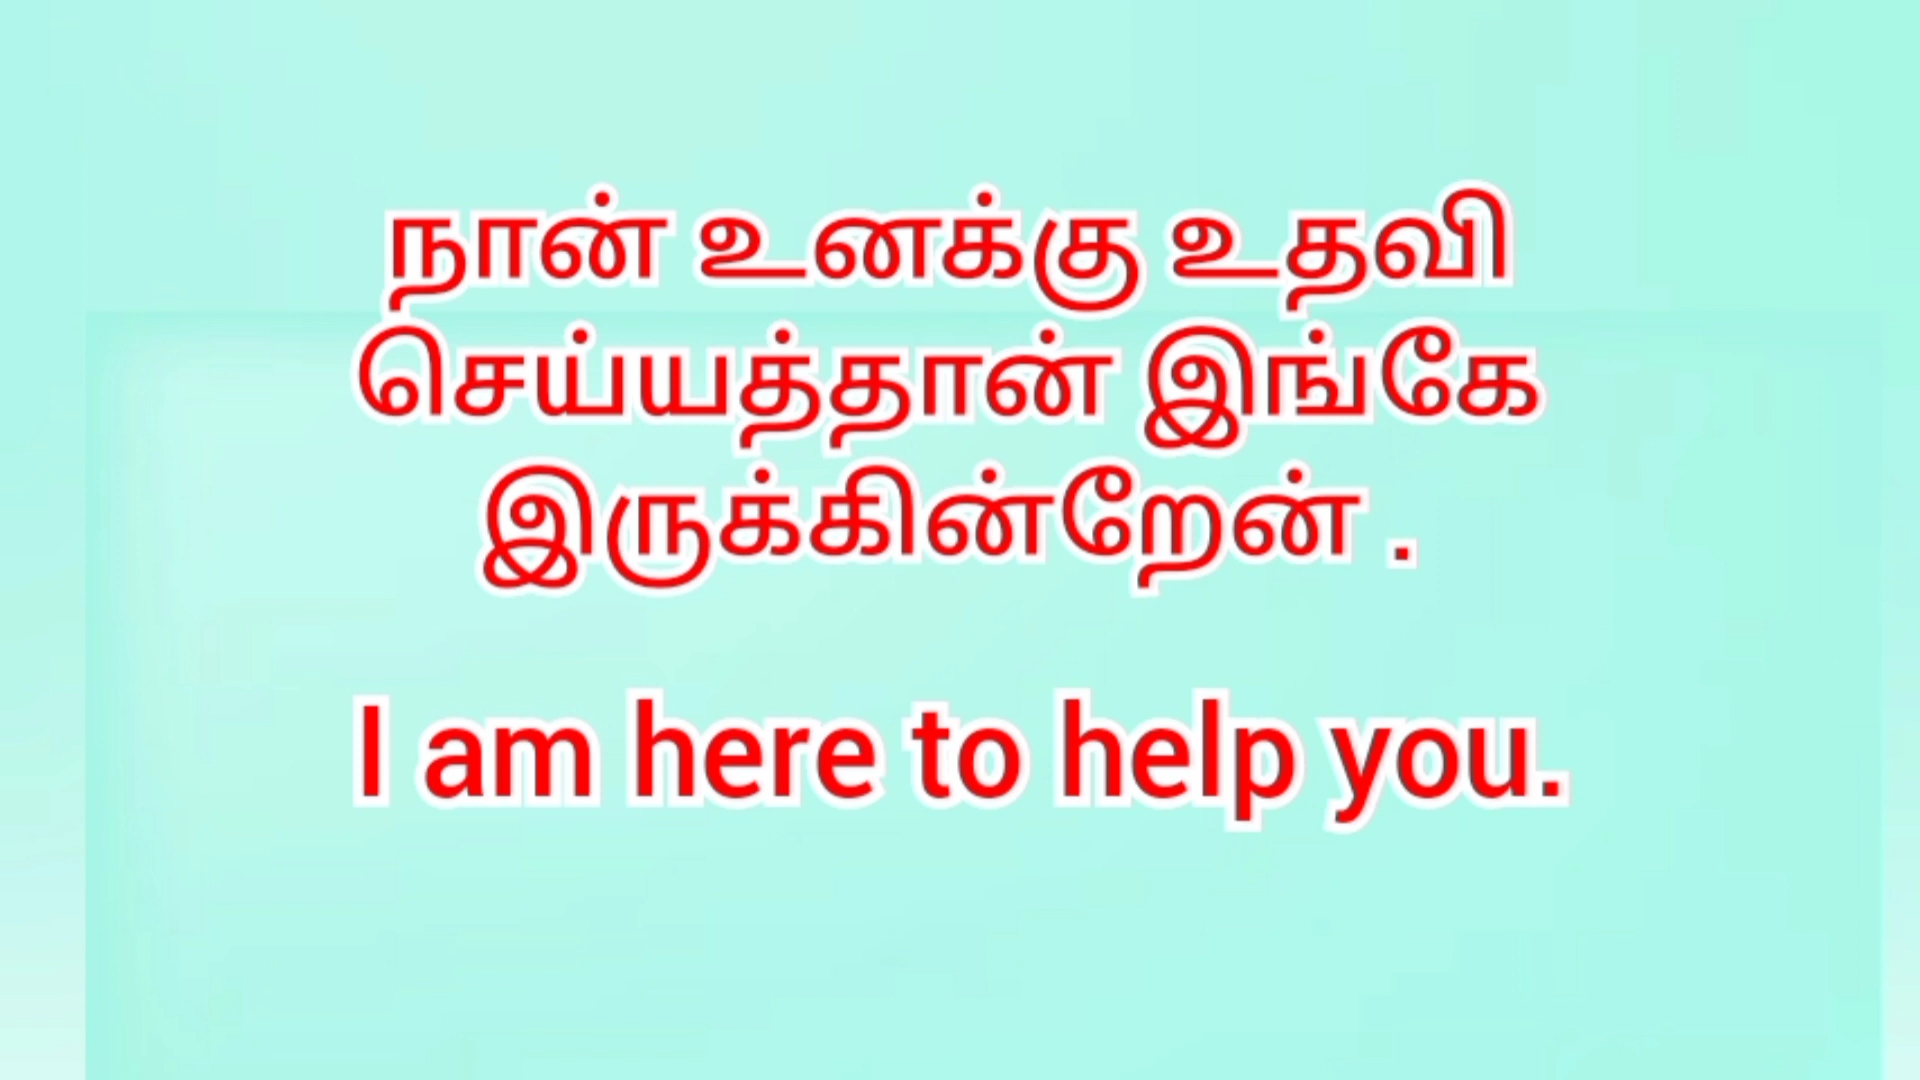 நான் உனக்கு உதவி
செய்யத்தான் இங்கே
இருக்கின்றேன் .
I am here to help you.